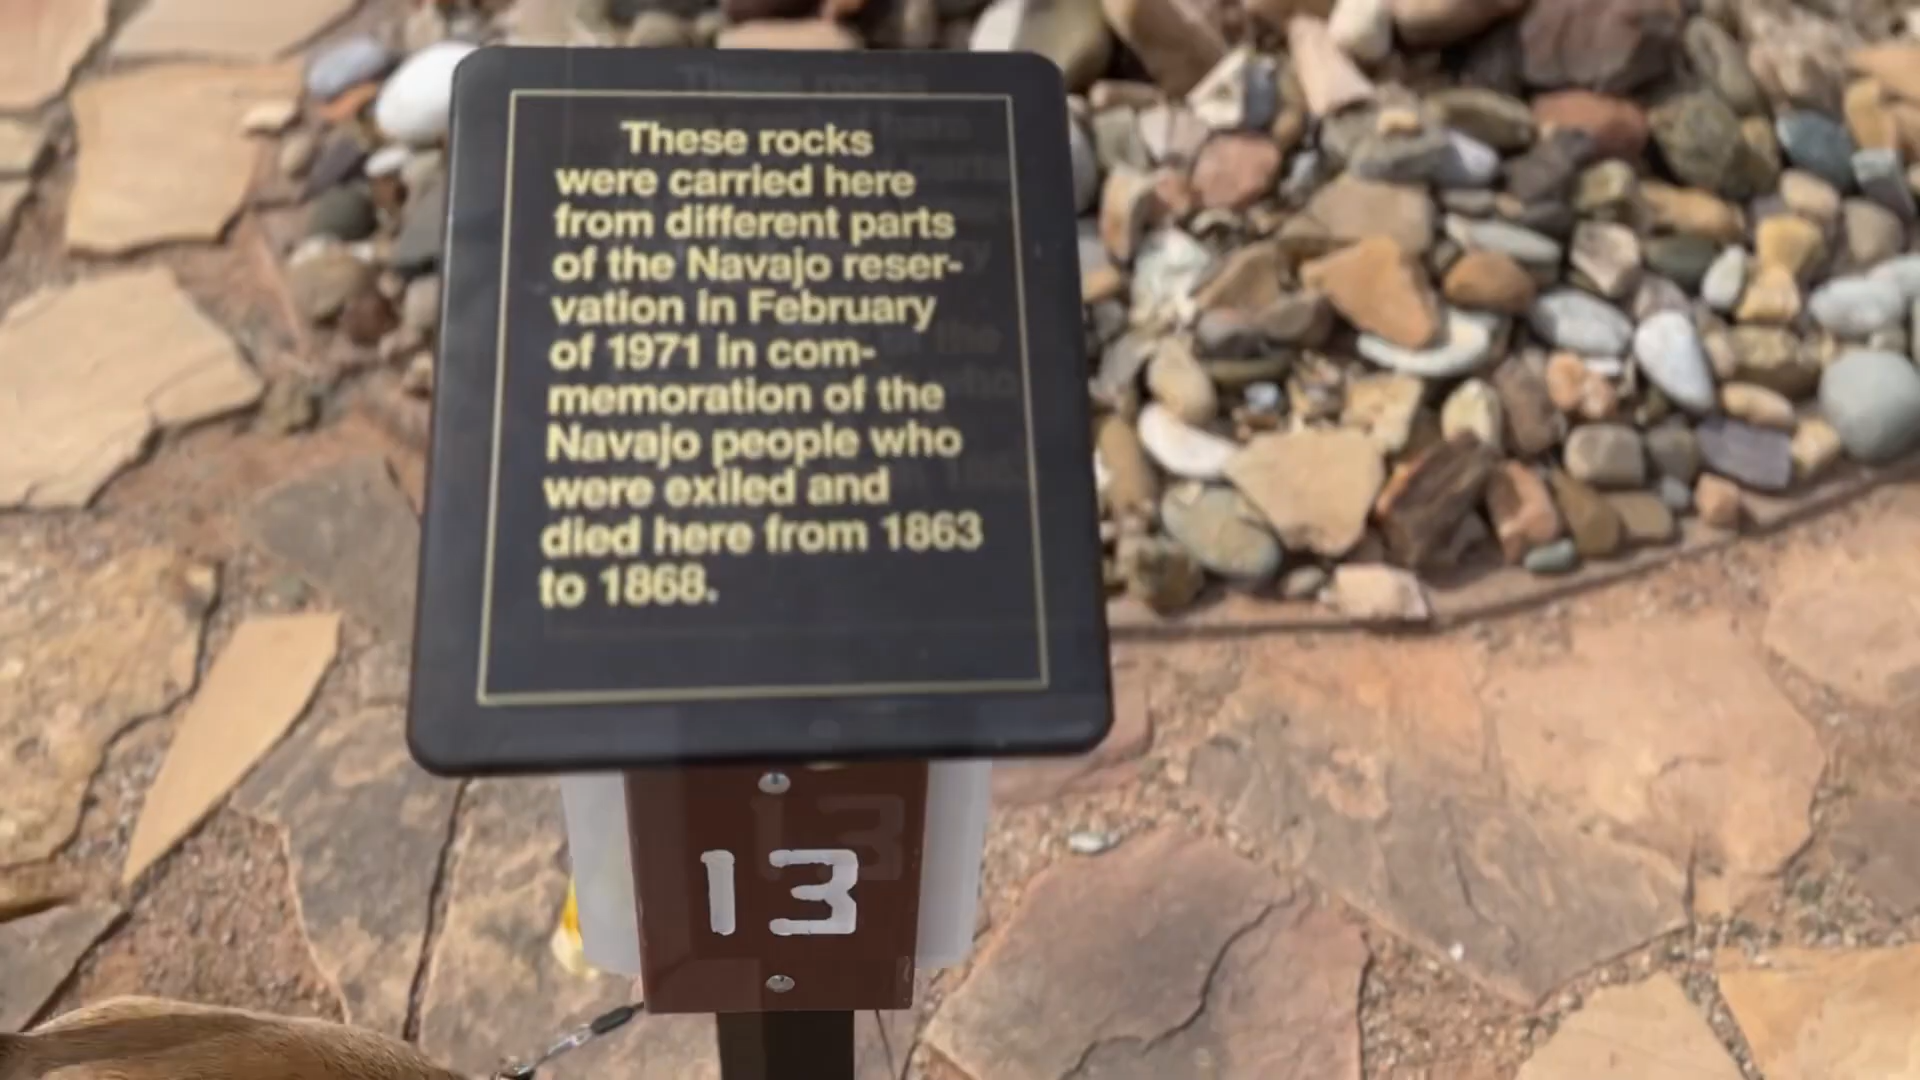 These rocks
were carried here
from different parts
of the Navajo reser-
vation in February
of 1971 in com-
memoration of the
Navajo people who
were exiled and
died here from 1863
to 1868.
13